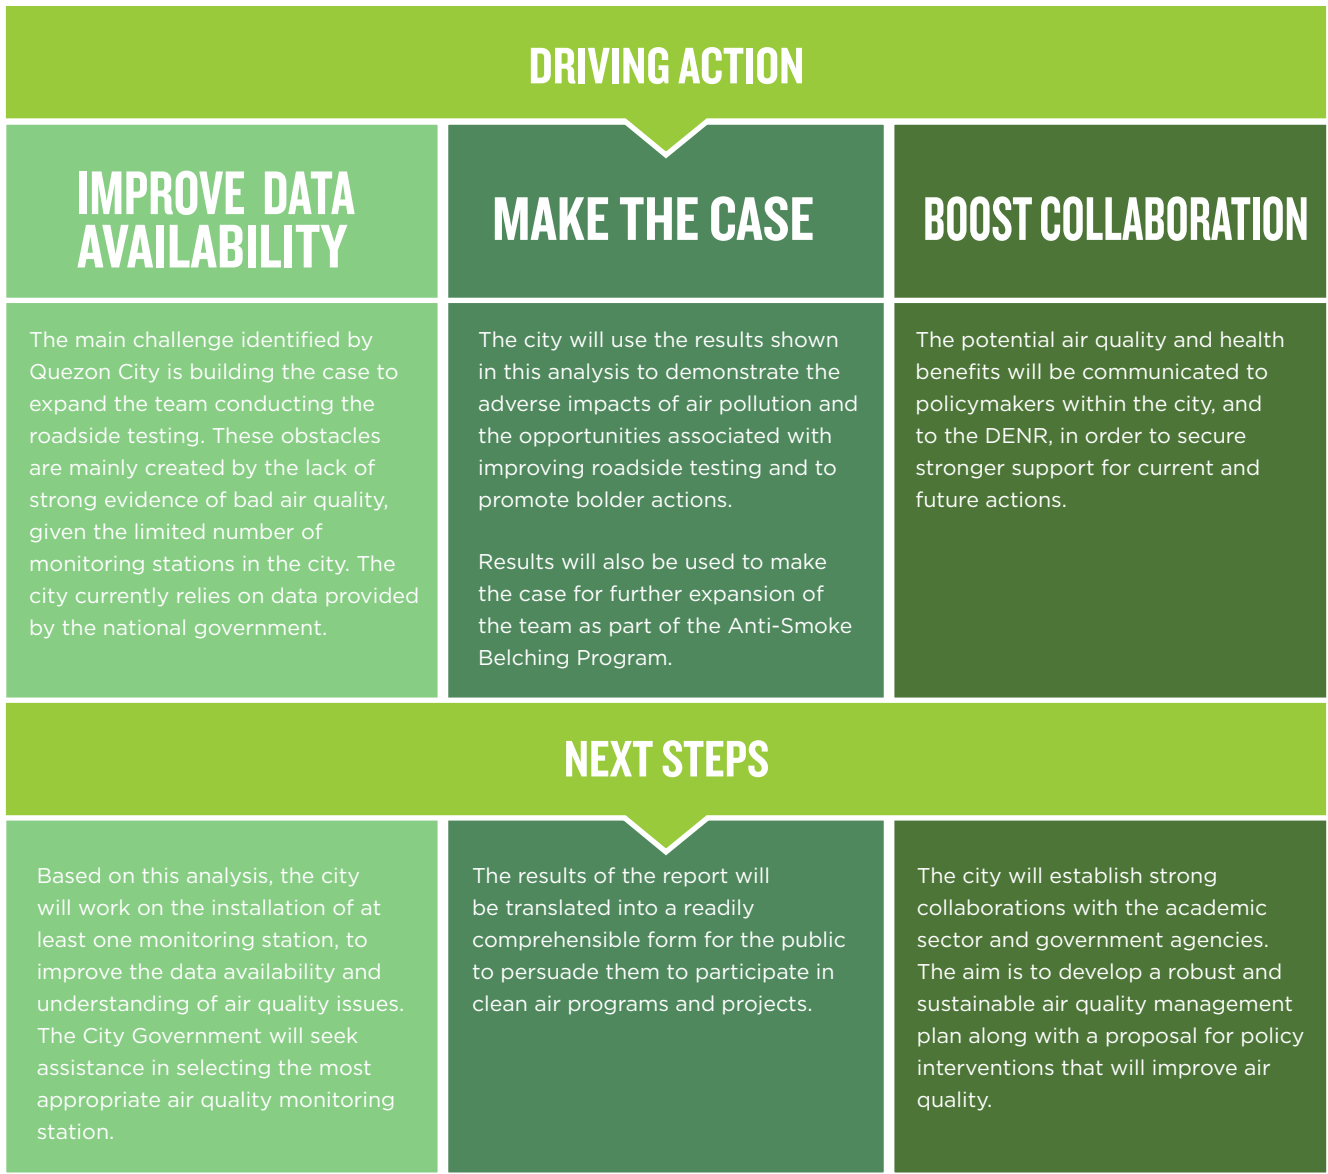 DRIVING ACTION
IMPROVE DATA
AVAILABILITY
The main challenge identified by
Quezon City is building the case to
expand the team conducting the
roadside testing. These obstacles
are mainly created by the lack of
strong evidence of bad air quality,
given the limited number of
monitoring stations in the city. The
city currently relies on data provided
by the national government.
MAKE THE CASE
The city will use the results shown
in this analysis to demonstrate the
adverse impacts of air pollution and
the opportunities associated with
improving roadside testing and to
promote bolder actions.
Results will also be used to make
the case for further expansion of
the team as part of the Anti-Smoke
Belching Program.
BOOST COLLABORATION
The potential air quality and health
benefits will be communicated to
policymakers within the city, and
to the DENR, in order to secure
stronger support for current and
future actions.
NEXT STEPS
Based on this analysis, the city
will work on the installation of at
least one monitoring station, to
improve the data availability and
understanding of air quality issues.
The City Government will seek
assistance in selecting the most
appropriate air quality monitoring
station.
The results of the report will
be translated into a readily
comprehensible form for the public
to persuade them to participate in
clean air programs and projects.
The city will establish strong
collaborations with the academic
sector and government agencies.
The aim is to develop a robust and
sustainable air quality management
plan along with a proposal for policy
interventions that will improve air
quality.